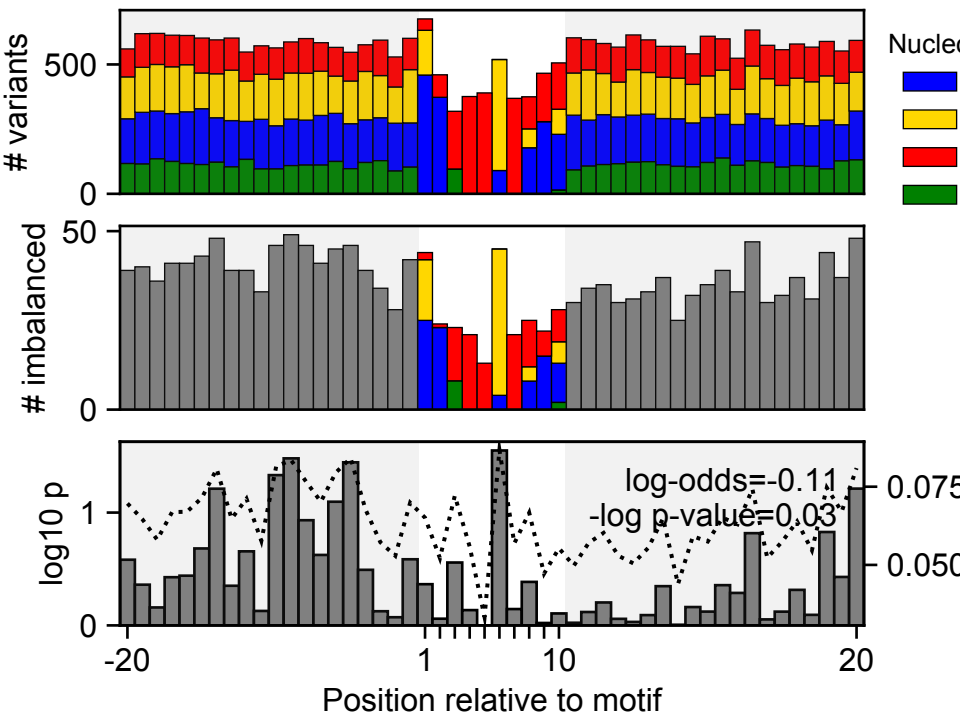 # variants
500
0
Nucleo
# imbalanced
50
0
log10 p
1
0
log-odds=-0.11
-log p-value=0.03
0.075
0.050
-20
1
10
20
Position relative to motif